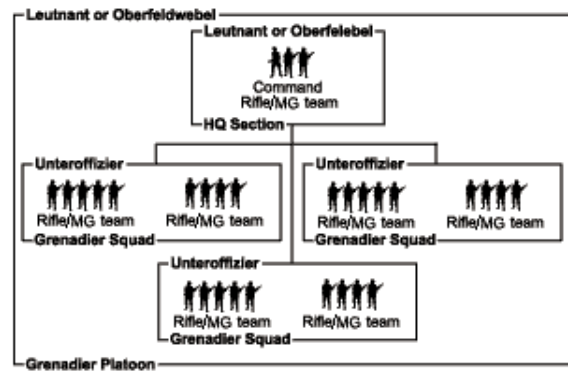 Leutnant or Oberfeldwebel
Leutnant or Oberfelebel
Command
Rifle/MG team
HQ Section
Unteroffizier
Rifle/MG team
Rifle/MG team
Grenadier Squad
Unteroffizier
Rifle/MG team
Rifle/MG team
Grenadier Squad
Unteroffizier
Rifle/MG team
Rifle/MG team
Grenadier Squad
Grenadier Platoon